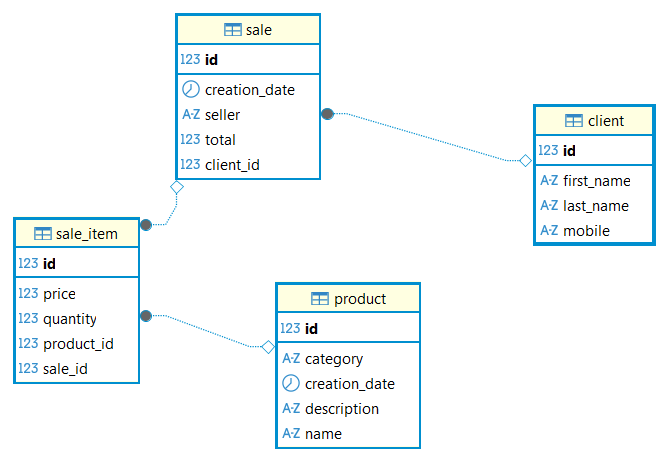 sale
123 id
creation_date
A-Z seller
123 total
123 client_id
client
123 id
A-Z first_name
A-Z last_name
A-Z mobile
sale_item
123 id
123 price
123 quantity
123 product_id
123 sale_id
product
123 id
A-Z category
creation_date
A-Z description
A-Z name